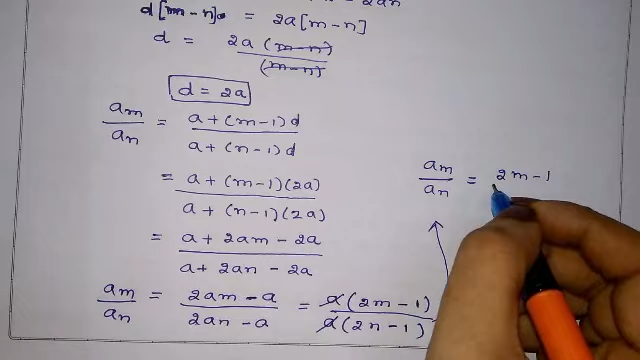 - 2an
d[m-n] = 2a[m-n]
d = 2a(m-n) / (m-n)
d = 2a
am/an = a+(m-1)d / a+(n-1)d
= a+(m-1)(2a) / a+(n-1)(2a)
= a+2am-2a / a+2an-2a
am/an = 2am-a / 2an-a = a(2m-1) / a(2n-1)
am/an = 2m-1